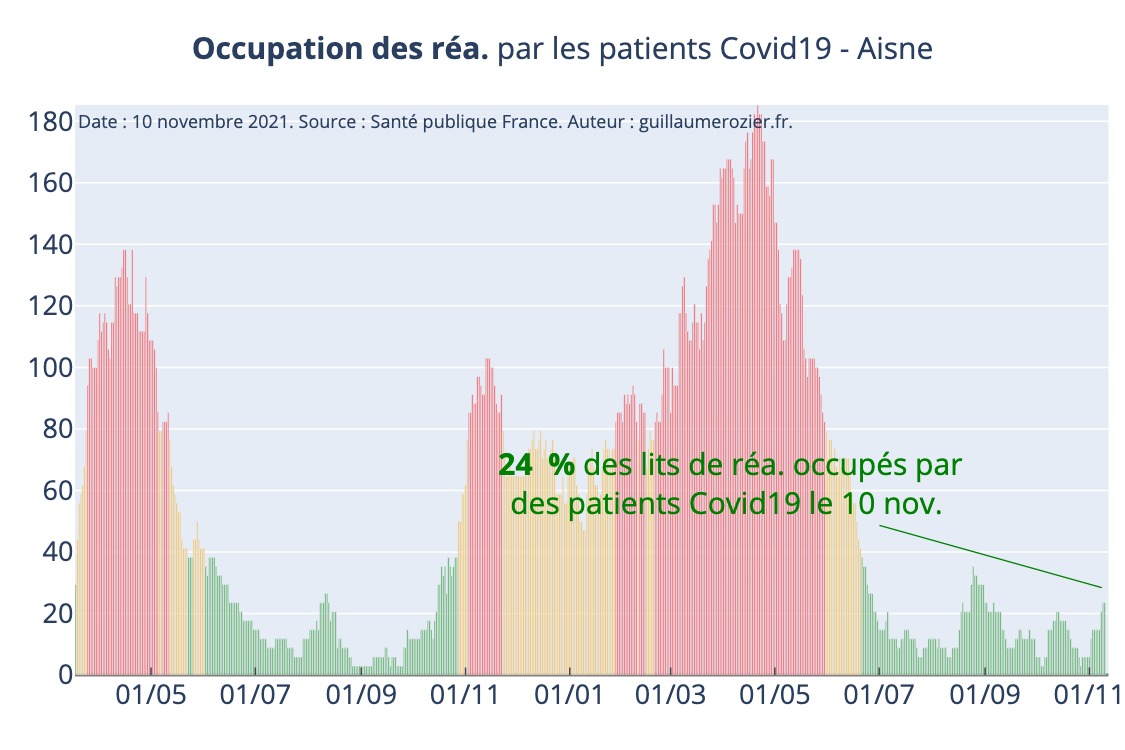 Occupation des réa. par les patients Covid19 - Aisne
Date : 10 novembre 2021. Source : Santé publique France. Auteur : guillaumerozier.fr.
180
160
140
120
100
80
60
40
20
0
24 % des lits de réa. occupés par
des patients Covid19 le 10 nov.
01/05 01/07 01/09 01/11 01/01 01/03 01/05 01/07 01/09 01/11